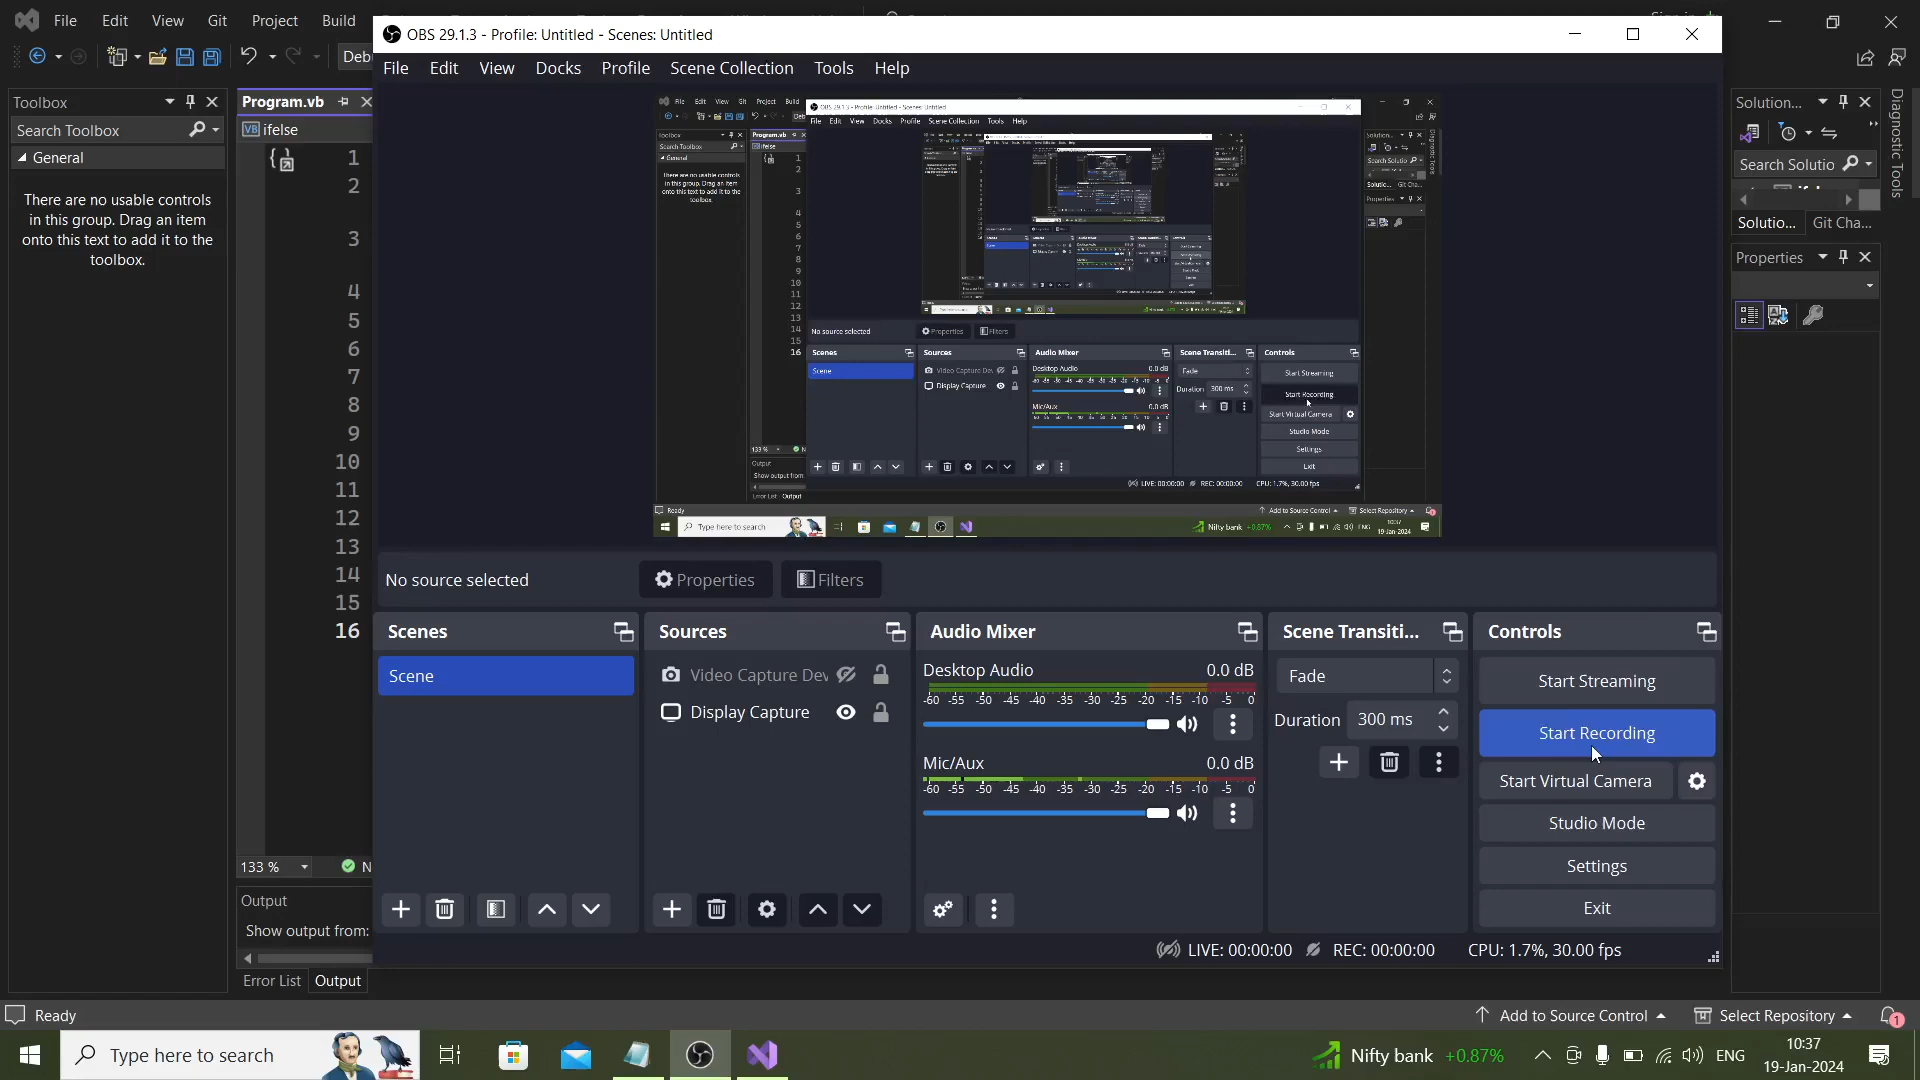 File Edit View Git Project Build
OBS 29.1.3 - Profile: Untitled - Scenes: Untitled
File Edit View Docks Profile Scene Collection Tools Help
Deb
Toolbox
Search Toolbox
General
There are no usable controls
in this group. Drag an item
onto this text to add it to the
toolbox.
Program.vb
VB ifelse
1
2
3
4
5
6
7
8
9
10
11
12
13
14
15
16
133 %
N
Output
Show output from:
Error List Output
No source selected
Properties
Filters
Scenes
Scene
Sources
Video Capture Dev
Display Capture
Audio Mixer
Desktop Audio 0.0 dB
-60 -55 -50 -45 -40 -35 -30 -25 -20 -15 -10 -5 0
Mic/Aux 0.0 dB
-60 -55 -50 -45 -40 -35 -30 -25 -20 -15 -10 -5 0
Scene Transiti...
Fade
Duration 300 ms
Controls
Start Streaming
Start Recording
Start Virtual Camera
Studio Mode
Settings
Exit
LIVE: 00:00:00 REC: 00:00:00 CPU: 1.7%, 30.00 fps
Solution...
Search Solutio
Solutio... Git Cha...
Properties
Diagnostic Tools
Ready
Add to Source Control
Select Repository
1
Type here to search
Nifty bank +0.87%
ENG
10:37
19-Jan-2024